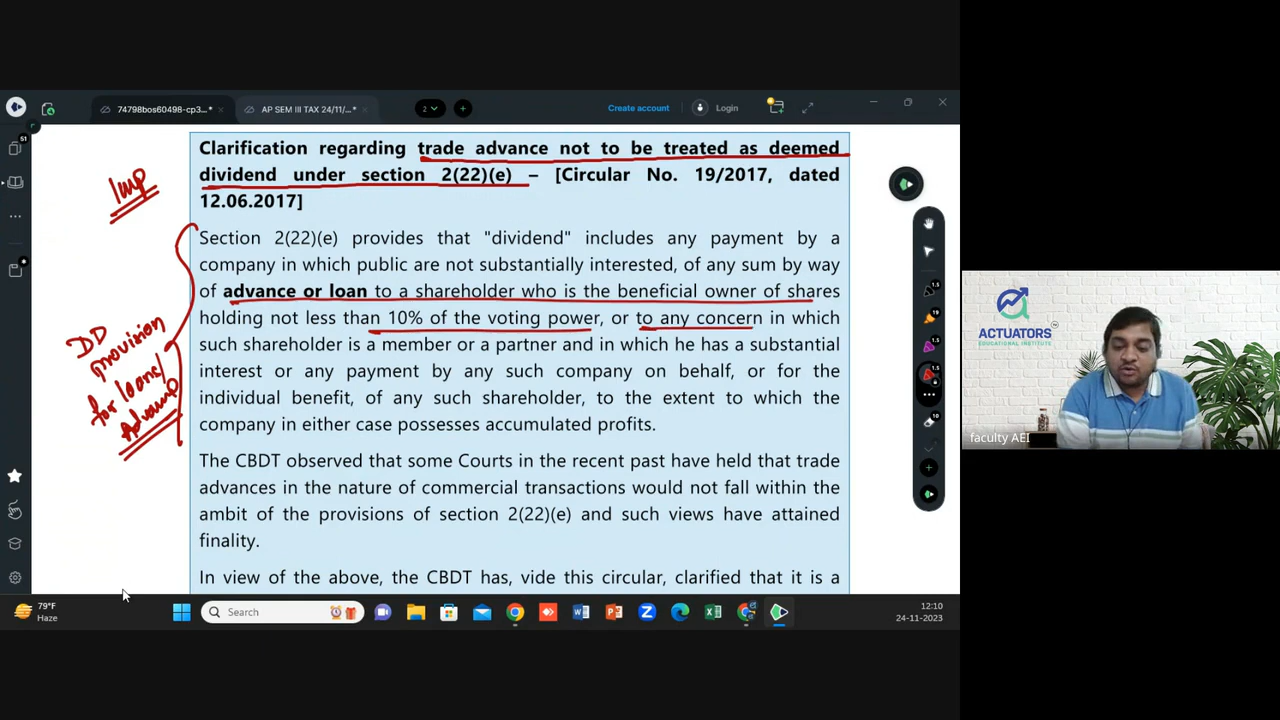 74798bos60498-cp3...*
AP SEM III TAX 24/11/...*
2
Create account
Login
51
Clarification regarding trade advance not to be treated as deemed
dividend under section 2(22)(e) – [Circular No. 19/2017, dated
12.06.2017]
Imp
Section 2(22)(e) provides that "dividend" includes any payment by a
company in which public are not substantially interested, of any sum by way
of advance or loan to a shareholder who is the beneficial owner of shares
holding not less than 10% of the voting power, or to any concern in which
such shareholder is a member or a partner and in which he has a substantial
interest or any payment by any such company on behalf, or for the
individual benefit, of any such shareholder, to the extent to which the
company in either case possesses accumulated profits.
DD
provision
for loans/
Advance
The CBDT observed that some Courts in the recent past have held that trade
advances in the nature of commercial transactions would not fall within the
ambit of the provisions of section 2(22)(e) and such views have attained
finality.
In view of the above, the CBDT has, vide this circular, clarified that it is a
1.5
10
1.5
1.5
10
ACTUATORS
EDUCATIONAL INSTITUTE
faculty AEI
79°F
Haze
Search
12:10
24-11-2023